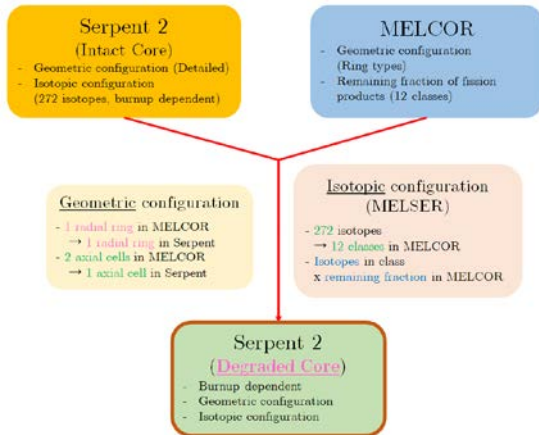 Serpent 2
(Intact Core)
- Geometric configuration (Detailed)
- Isotopic configuration
(272 isotopes, burnup dependent)
MELCOR
- Geometric configuration
(Ring types)
- Remaining fraction of fission
products (12 classes)
Geometric configuration
- 1 radial ring in MELCOR
→ 1 radial ring in Serpent
- 2 axial cells in MELCOR
→ 1 axial cell in Serpent
Isotopic configuration
(MELSER)
- 272 isotopes
→ 12 classes in MELCOR
- Isotopes in class
x remaining fraction in MELCOR
Serpent 2
(Degraded Core)
- Burnup dependent
- Geometric configuration
- Isotopic configuration